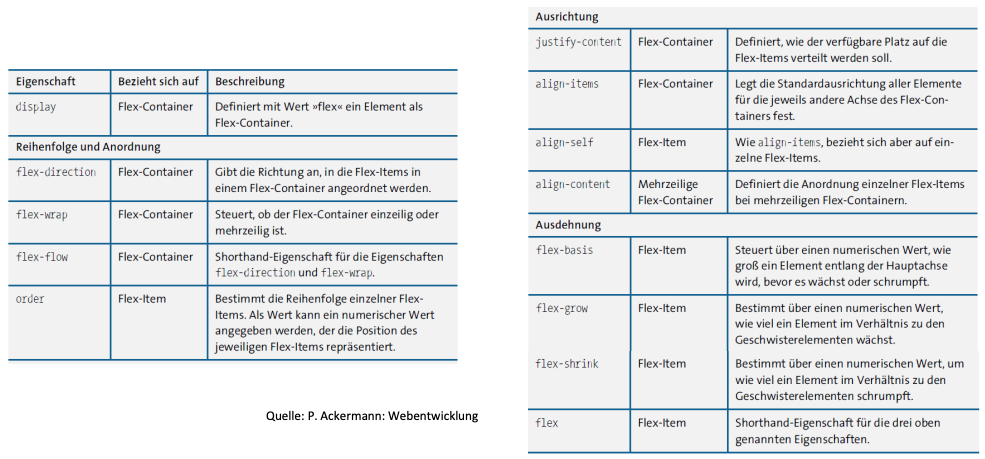 Eigenschaft Bezieht sich auf Beschreibung
display Flex-Container Definiert mit Wert »flex« ein Element als
Flex-Container.
Reihenfolge und Anordnung
flex-direction Flex-Container Gibt die Richtung an, in die Flex-Items in
einem Flex-Container angeordnet werden.
flex-wrap Flex-Container Steuert, ob der Flex-Container einzeilig oder
mehrzeilig ist.
flex-flow Flex-Container Shorthand-Eigenschaft für die Eigenschaften
flex-direction und flex-wrap.
order Flex-Item Bestimmt die Reihenfolge einzelner Flex-
Items. Als Wert kann ein numerischer Wert
angegeben werden, der die Position des
jeweiligen Flex-Items repräsentiert.
Quelle: P. Ackermann: Webentwicklung
Ausrichtung
justify-content Flex-Container Definiert, wie der verfügbare Platz auf die
Flex-Items verteilt werden soll.
align-items Flex-Container Legt die Standardausrichtung aller Elemente
für die jeweils andere Achse des Flex-Con-
tainers fest.
align-self Flex-Item Wie align-items, bezieht sich aber auf ein-
zelne Flex-Items.
align-content Mehrzeilige Definiert die Anordnung einzelner Flex-Items
Flex-Container bei mehrzeiligen Flex-Containern.
Ausdehnung
flex-basis Flex-Item Steuert über einen numerischen Wert, wie
groß ein Element entlang der Hauptachse
wird, bevor es wächst oder schrumpft.
flex-grow Flex-Item Bestimmt über einen numerischen Wert,
wie viel ein Element im Verhältnis zu den
Geschwisterelementen wächst.
flex-shrink Flex-Item Bestimmt über einen numerischen Wert, um
wie viel ein Element im Verhältnis zu den
Geschwisterelementen schrumpft.
flex Flex-Item Shorthand-Eigenschaft für die drei oben
genannten Eigenschaften.